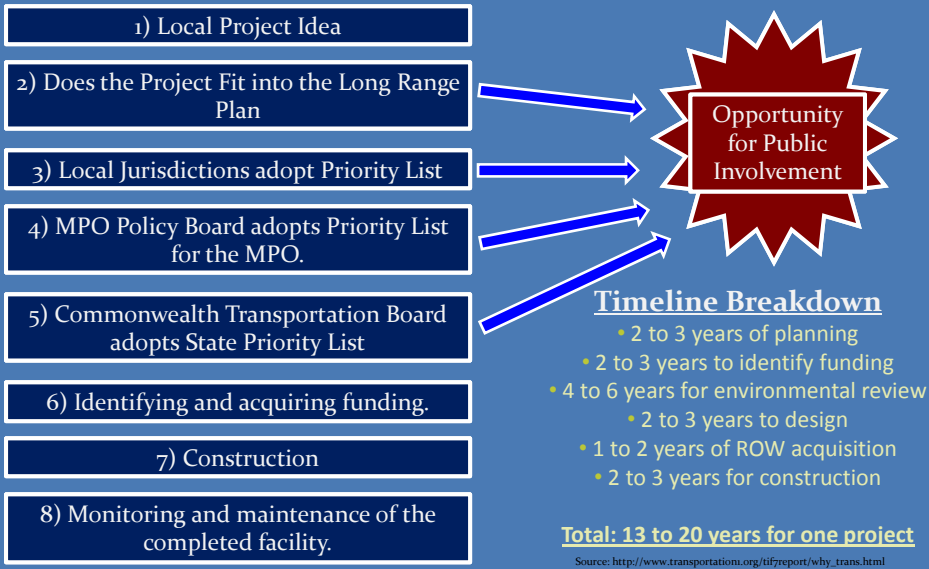 1) Local Project Idea
2) Does the Project Fit into the Long Range
Plan
3) Local Jurisdictions adopt Priority List
4) MPO Policy Board adopts Priority List
for the MPO.
5) Commonwealth Transportation Board
adopts State Priority List
6) Identifying and acquiring funding.
7) Construction
8) Monitoring and maintenance of the
completed facility.
Opportunity
for Public
Involvement
Timeline Breakdown
• 2 to 3 years of planning
• 2 to 3 years to identify funding
• 4 to 6 years for environmental review
• 2 to 3 years to design
• 1 to 2 years of ROW acquisition
• 2 to 3 years for construction
Total: 13 to 20 years for one project
Source: http://www.transportation1.org/tif7report/why_trans.html